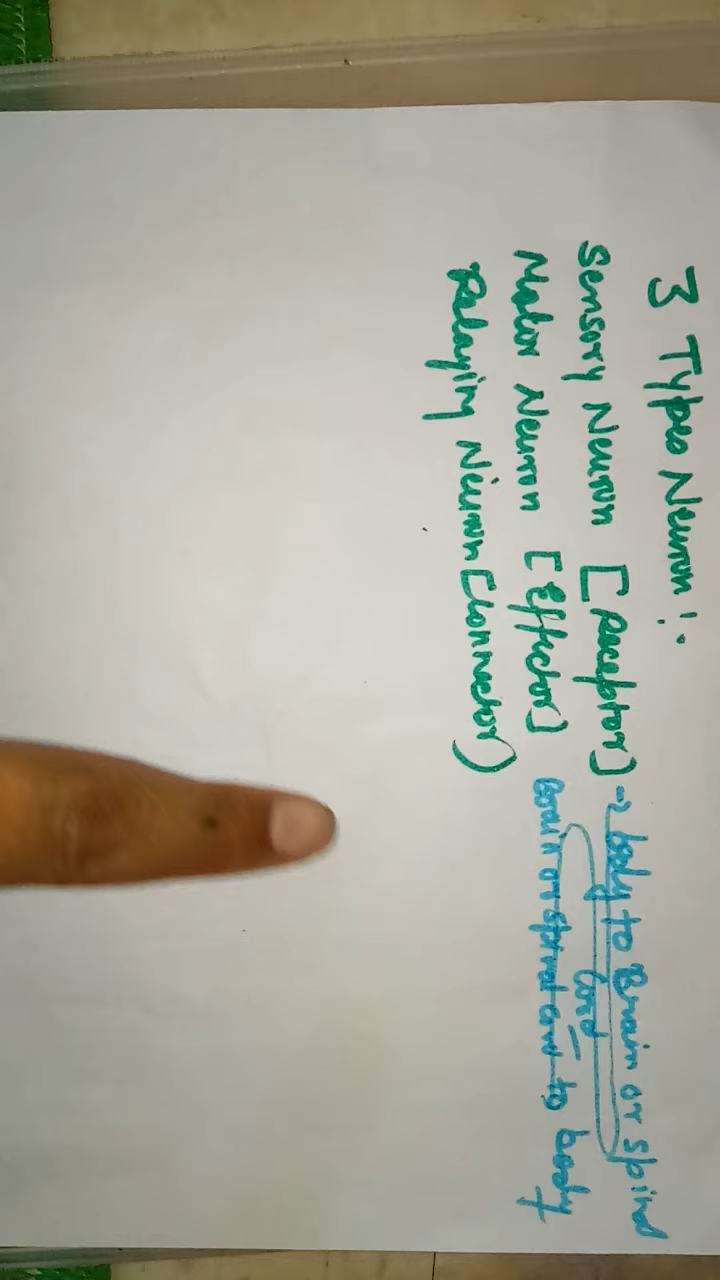 3 Types Neuron :-
Sensory Neuron [Receptor] → body to Brain or spinal
cord
Motor Neuron [Effector] Brain or spinal cord to body
Relaying Neuron [Connector)